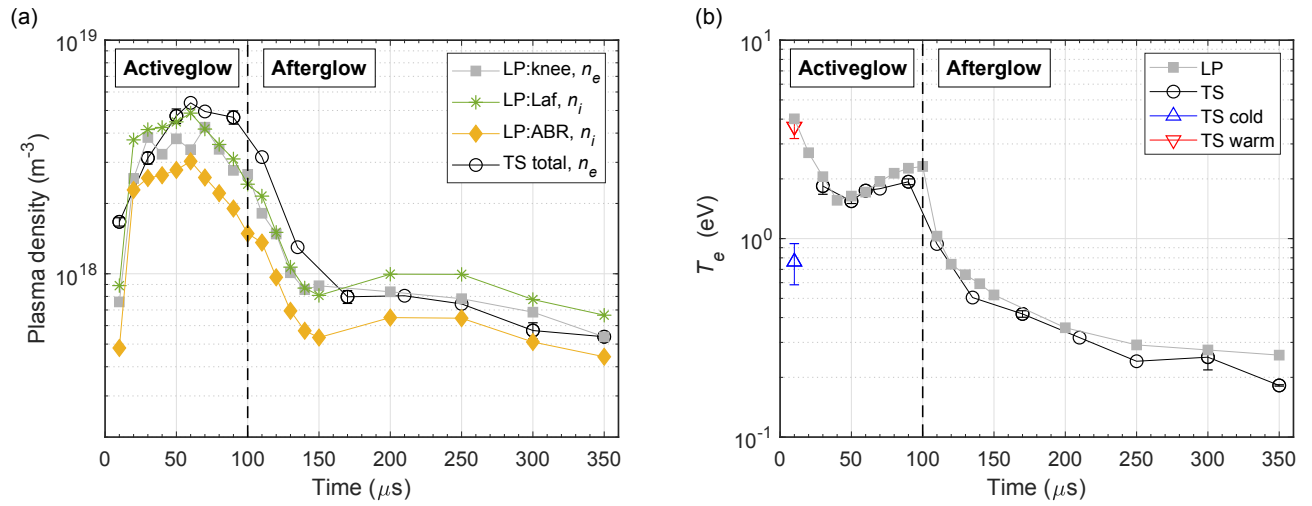 (a)
10^19
10^18
Plasma density (m^-3)
Activeglow
Afterglow
LP:knee, n_e
LP:Laf, n_i
LP:ABR, n_i
TS total, n_e
0 50 100 150 200 250 300 350
Time (μs)
(b)
10^1
10^0
10^-1
T_e (eV)
Activeglow
Afterglow
LP
TS
TS cold
TS warm
0 50 100 150 200 250 300 350
Time (μs)